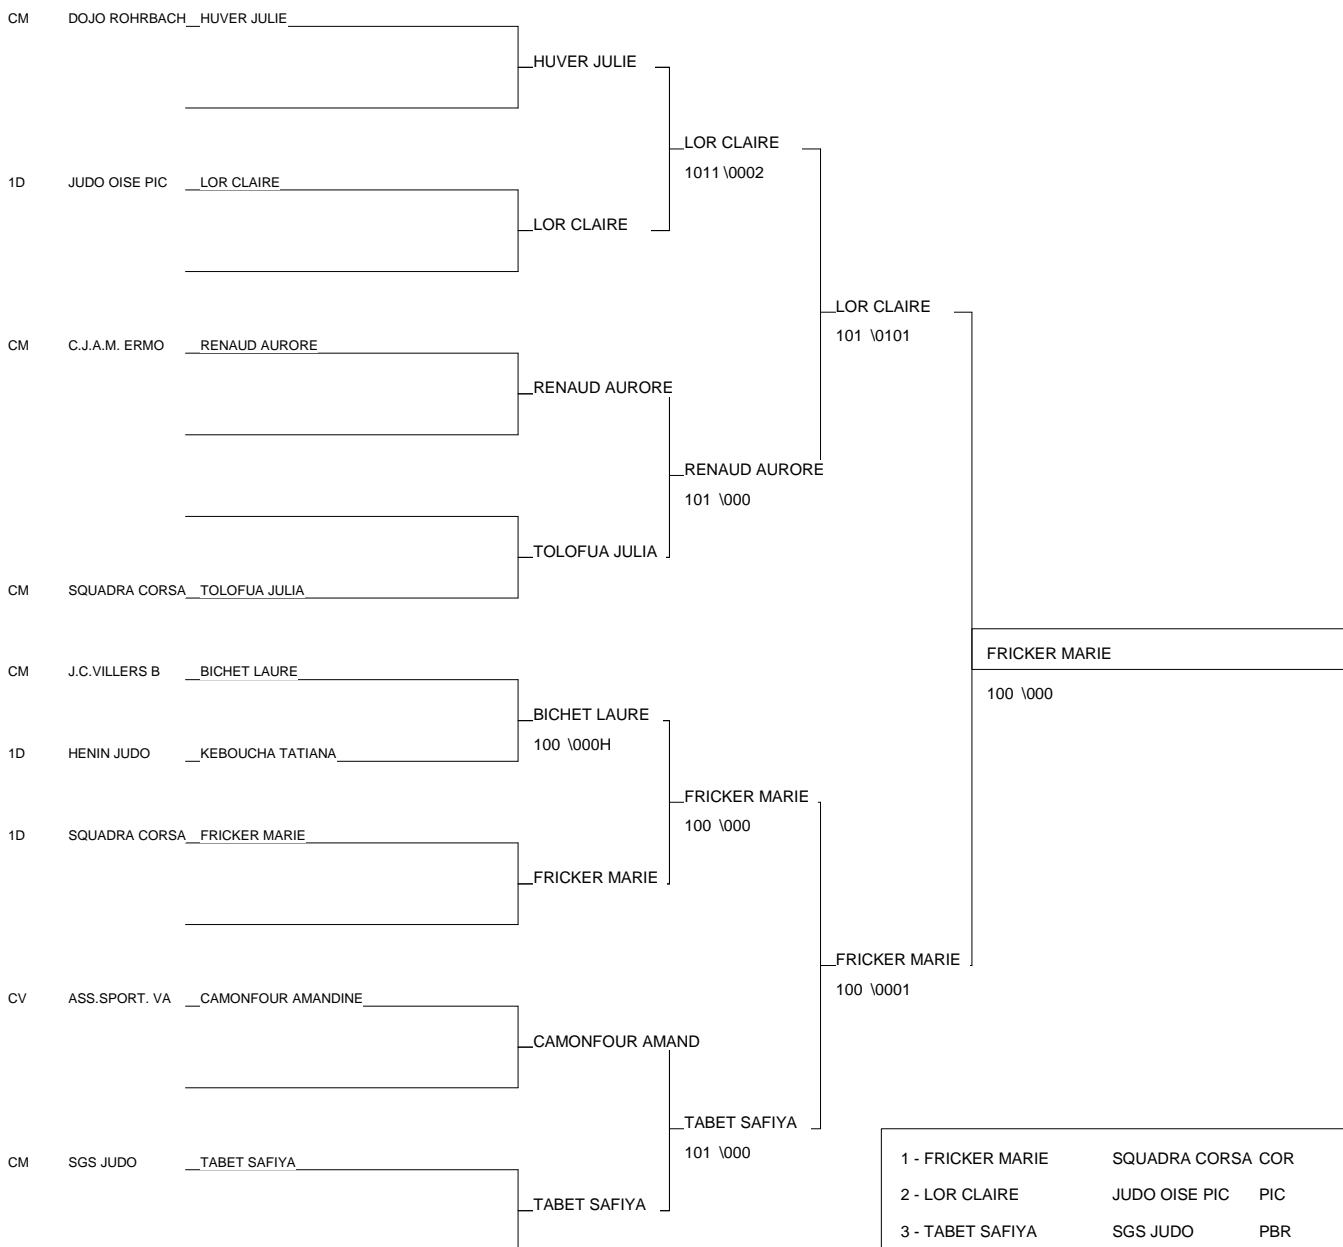 CM DOJO ROHRBACH HUVER JULIE
HUVER JULIE
LOR CLAIRE
1011 \0002
1D JUDO OISE PIC LOR CLAIRE
LOR CLAIRE
LOR CLAIRE
101 \0101
CM C.J.A.M. ERMO RENAUD AURORE
RENAUD AURORE
RENAUD AURORE
101 \000
TOLOFUA JULIA
CM SQUADRA CORSA TOLOFUA JULIA
FRICKER MARIE
100 \000
CM J.C.VILLERS B BICHET LAURE
BICHET LAURE
100 \000H
1D HENIN JUDO KEBOUCHA TATIANA
FRICKER MARIE
100 \000
1D SQUADRA CORSA FRICKER MARIE
FRICKER MARIE
FRICKER MARIE
100 \0001
CV ASS.SPORT. VA CAMONFOUR AMANDINE
CAMONFOUR AMAND
TABET SAFIYA
101 \000
CM SGS JUDO TABET SAFIYA
TABET SAFIYA
1 - FRICKER MARIE SQUADRA CORSA COR
2 - LOR CLAIRE JUDO OISE PIC PIC
3 - TABET SAFIYA SGS JUDO PBR